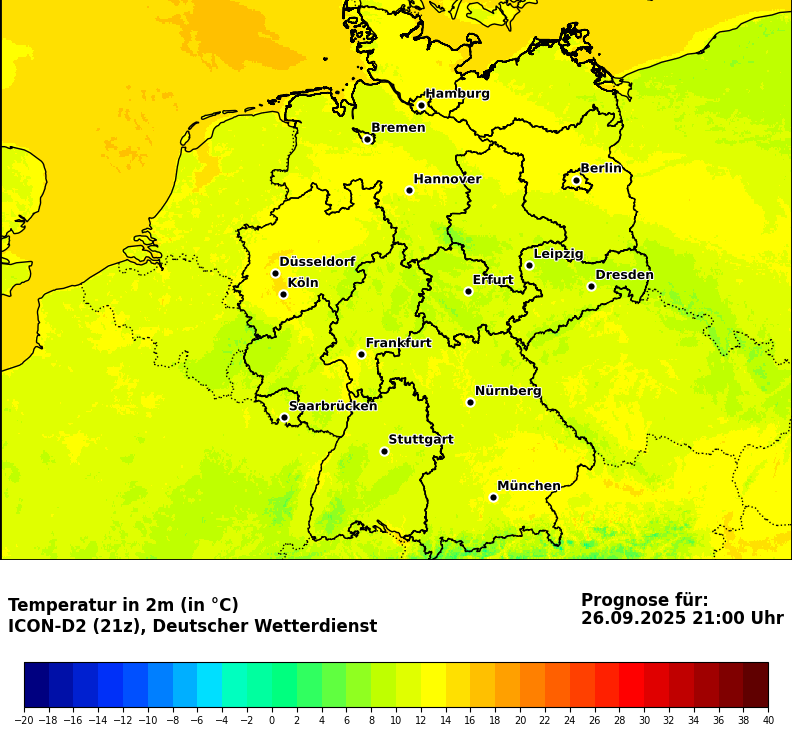 Hamburg
Bremen
Berlin
Hannover
Leipzig
Düsseldorf
Dresden
Köln
Erfurt
Frankfurt
Nürnberg
Saarbrücken
Stuttgart
München
Temperatur in 2m (in °C)
ICON-D2 (21z), Deutscher Wetterdienst
Prognose für:
26.09.2025 21:00 Uhr
−20 −18 −16 −14 −12 −10 −8 −6 −4 −2 0 2 4 6 8 10 12 14 16 18 20 22 24 26 28 30 32 34 36 38 40